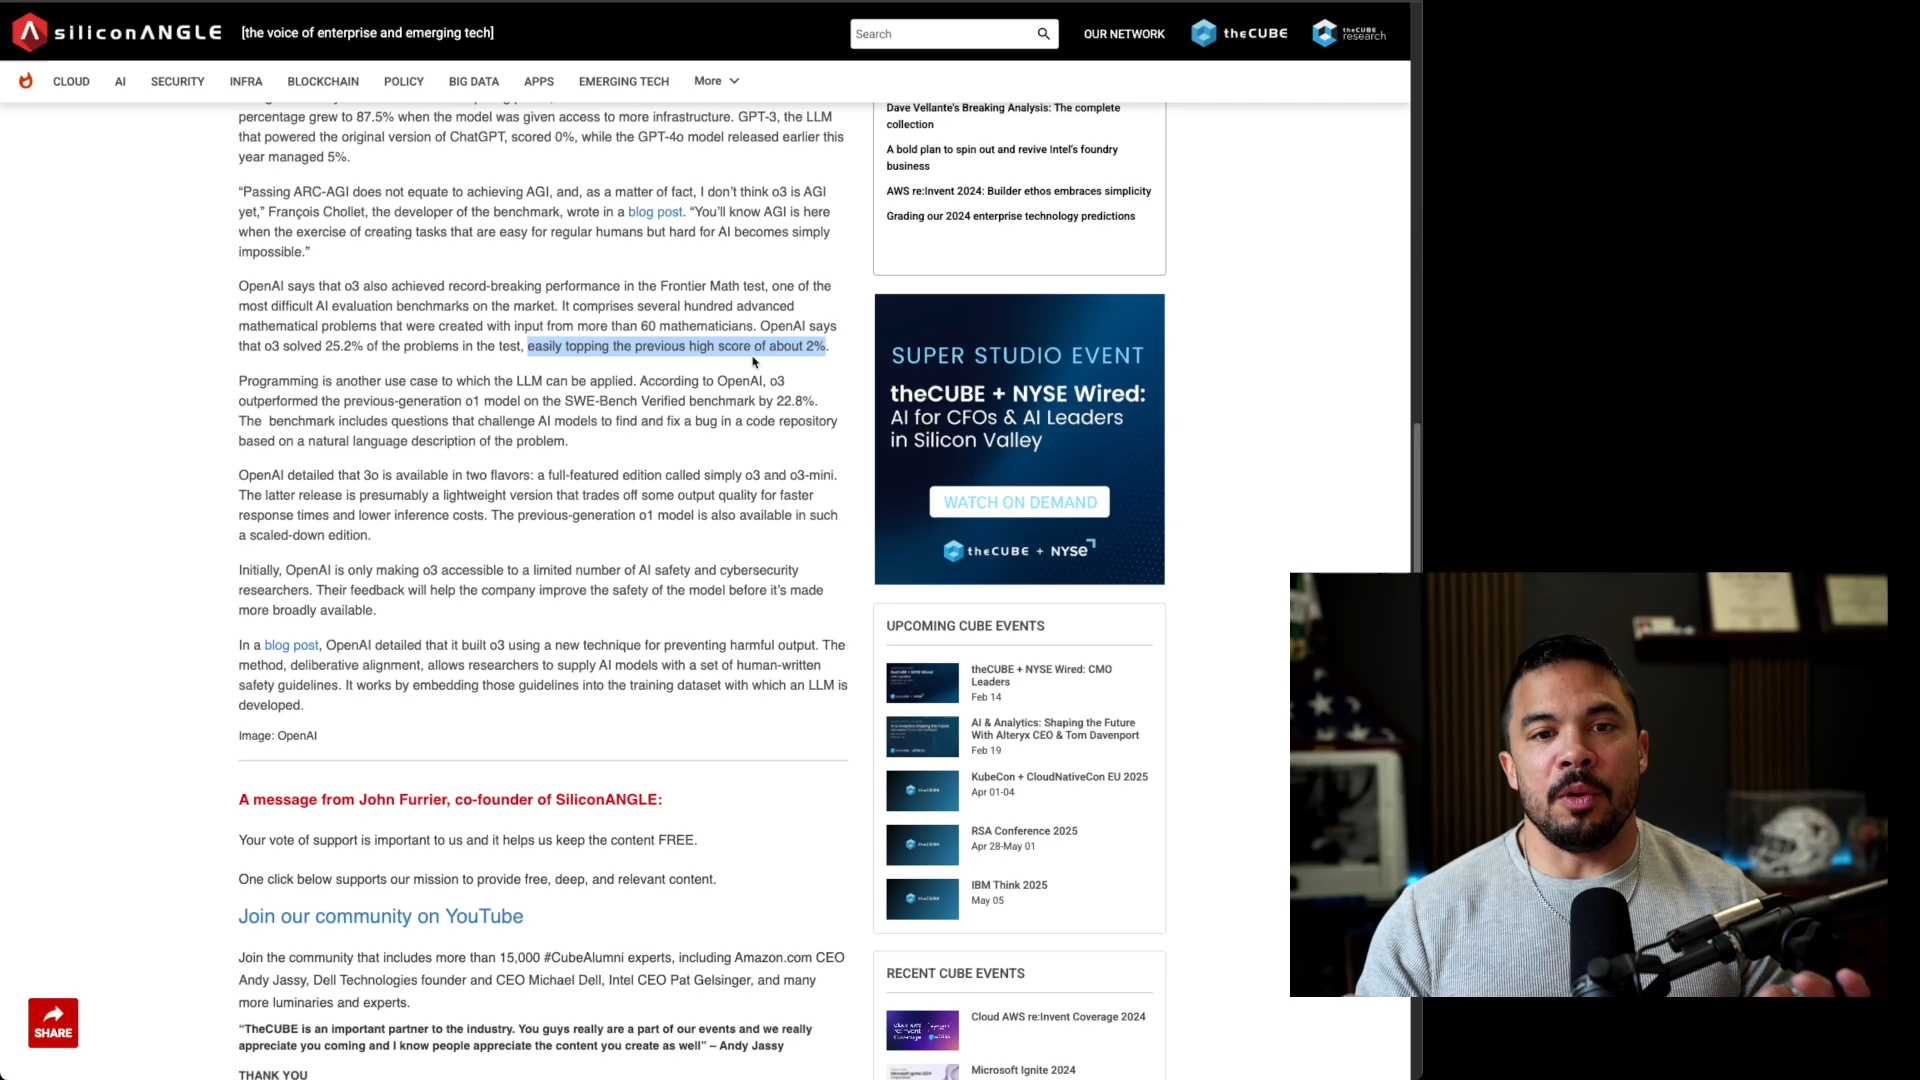 siliconANGLE
[the voice of enterprise and emerging tech]
Search
OUR NETWORK
theCUBE
theCUBE research
CLOUD
AI
SECURITY
INFRA
BLOCKCHAIN
POLICY
BIG DATA
APPS
EMERGING TECH
More
percentage grew to 87.5% when the model was given access to more infrastructure. GPT-3, the LLM
that powered the original version of ChatGPT, scored 0%, while the GPT-4o model released earlier this
year managed 5%.
“Passing ARC-AGI does not equate to achieving AGI, and, as a matter of fact, I don’t think o3 is AGI
yet,” François Chollet, the developer of the benchmark, wrote in a blog post. “You’ll know AGI is here
when the exercise of creating tasks that are easy for regular humans but hard for AI becomes simply
impossible.”
OpenAI says that o3 also achieved record-breaking performance in the Frontier Math test, one of the
most difficult AI evaluation benchmarks on the market. It comprises several hundred advanced
mathematical problems that were created with input from more than 60 mathematicians. OpenAI says
that o3 solved 25.2% of the problems in the test, easily topping the previous high score of about 2%.
Programming is another use case to which the LLM can be applied. According to OpenAI, o3
outperformed the previous-generation o1 model on the SWE-Bench Verified benchmark by 22.8%.
The benchmark includes questions that challenge AI models to find and fix a bug in a code repository
based on a natural language description of the problem.
OpenAI detailed that 3o is available in two flavors: a full-featured edition called simply o3 and o3-mini.
The latter release is presumably a lightweight version that trades off some output quality for faster
response times and lower inference costs. The previous-generation o1 model is also available in such
a scaled-down edition.
Initially, OpenAI is only making o3 accessible to a limited number of AI safety and cybersecurity
researchers. Their feedback will help the company improve the safety of the model before it’s made
more broadly available.
In a blog post, OpenAI detailed that it built o3 using a new technique for preventing harmful output. The
method, deliberative alignment, allows researchers to supply AI models with a set of human-written
safety guidelines. It works by embedding those guidelines into the training dataset with which an LLM is
developed.
Image: OpenAI
A message from John Furrier, co-founder of SiliconANGLE:
Your vote of support is important to us and it helps us keep the content FREE.
One click below supports our mission to provide free, deep, and relevant content.
Join our community on YouTube
Join the community that includes more than 15,000 #CubeAlumni experts, including Amazon.com CEO
Andy Jassy, Dell Technologies founder and CEO Michael Dell, Intel CEO Pat Gelsinger, and many
more luminaries and experts.
“TheCUBE is an important partner to the industry. You guys really are a part of our events and we really
appreciate you coming and I know people appreciate the content you create as well” – Andy Jassy
THANK YOU
SHARE
Dave Vellante's Breaking Analysis: The complete
collection
A bold plan to spin out and revive Intel’s foundry
business
AWS re:Invent 2024: Builder ethos embraces simplicity
Grading our 2024 enterprise technology predictions
SUPER STUDIO EVENT
theCUBE + NYSE Wired:
AI for CFOs & AI Leaders
in Silicon Valley
WATCH ON DEMAND
theCUBE + NYSE
UPCOMING CUBE EVENTS
theCUBE + NYSE Wired: CMO
Leaders
Feb 14
AI & Analytics: Shaping the Future
With Alteryx CEO & Tom Davenport
Feb 19
KubeCon + CloudNativeCon EU 2025
Apr 01-04
RSA Conference 2025
Apr 28-May 01
IBM Think 2025
May 05
RECENT CUBE EVENTS
Cloud AWS re:Invent Coverage 2024
Microsoft Ignite 2024